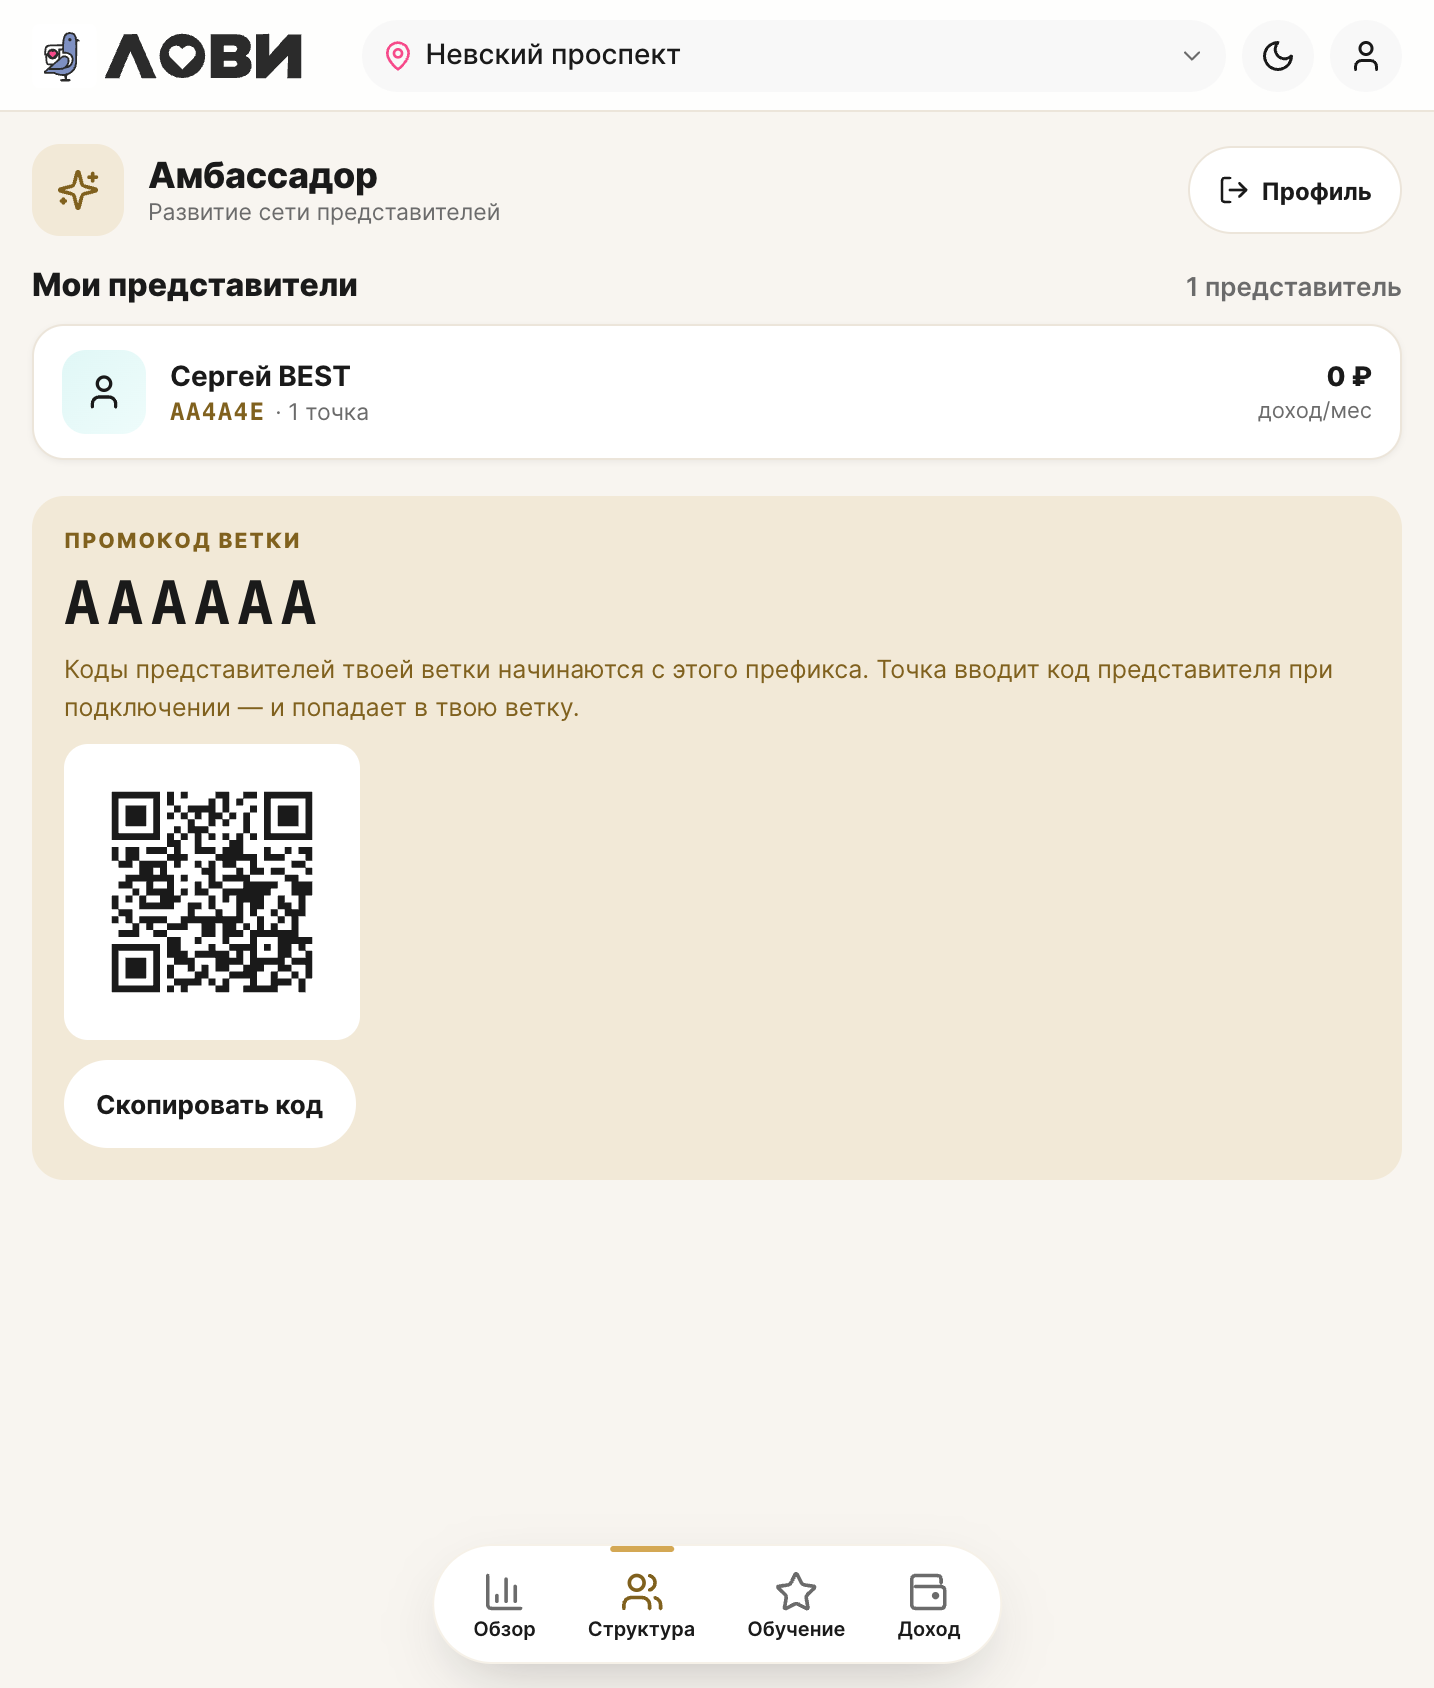 ЛОВИ
Невский проспект
Амбассадор
Развитие сети представителей
Профиль
Мои представители
1 представитель
Сергей BEST
AA4A4E · 1 точка
0 ₽
доход/мес
ПРОМОКОД ВЕТКИ
AAAAAA
Коды представителей твоей ветки начинаются с этого префикса. Точка вводит код представителя при
подключении — и попадает в твою ветку.
Скопировать код
Обзор
Структура
Обучение
Доход